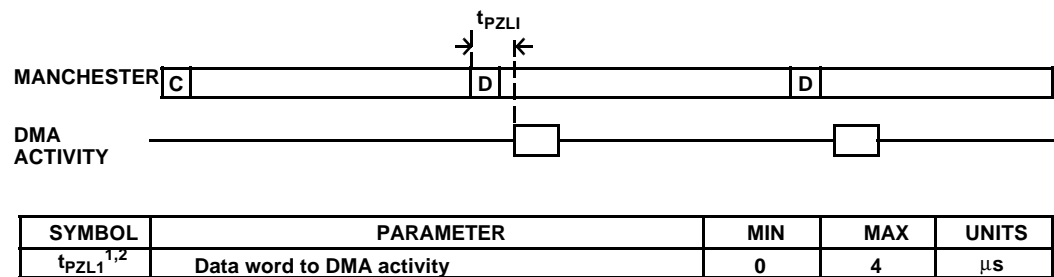 tPZLI
MANCHESTER C D D
DMA
ACTIVITY
SYMBOL PARAMETER MIN MAX UNITS
tPZL1 1,2 Data word to DMA activity 0 4 μs